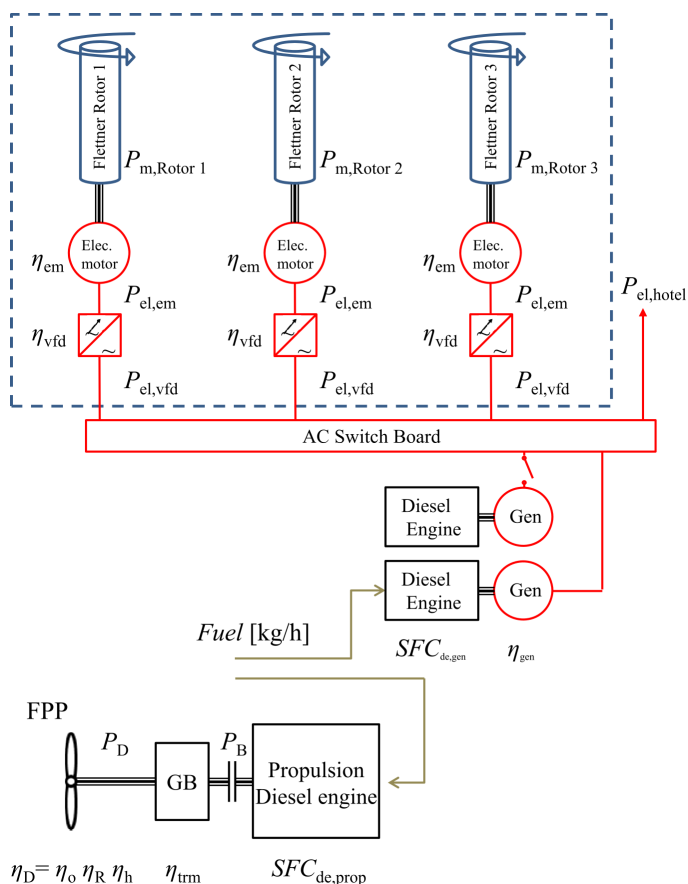 Flettner Rotor 1
Flettner Rotor 2
Flettner Rotor 3
P_m,Rotor 1
P_m,Rotor 2
P_m,Rotor 3
Elec.
motor
Elec.
motor
Elec.
motor
η_em
η_em
η_em
P_el,em
P_el,em
P_el,em
P_el,hotel
η_vfd
η_vfd
η_vfd
P_el,vfd
P_el,vfd
P_el,vfd
AC Switch Board
Diesel
Engine
Gen
Diesel
Engine
Gen
Fuel [kg/h]
SFC_de,gen
η_gen
FPP
P_D
GB
P_B
Propulsion
Diesel engine
η_D= η_o η_R η_h
η_trm
SFC_de,prop